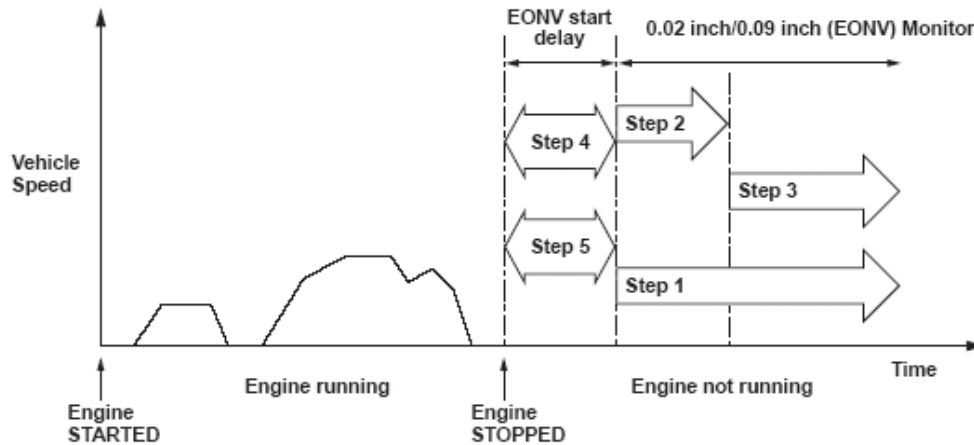 EONV start
delay
0.02 inch/0.09 inch (EONV) Monitor
Step 4
Step 2
Vehicle
Speed
Step 3
Step 5
Step 1
Time
Engine running
Engine not running
Engine
STARTED
Engine
STOPPED